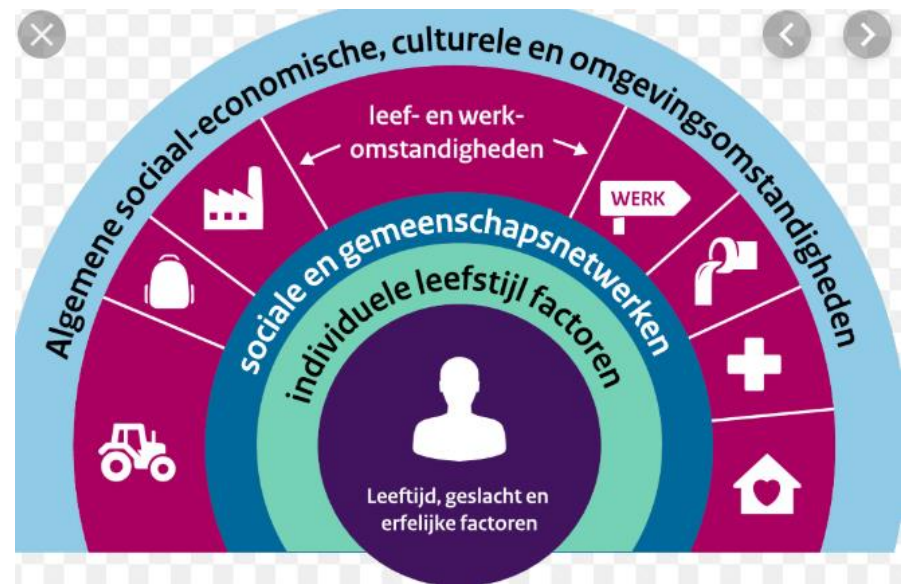 Algemene sociaal-economische, culturele en omgevingsomstandigheden
leef- en werk-
omstandigheden
WERK
sociale en gemeenschapsnetwerken
individuele leefstijl factoren
Leeftijd, geslacht en
erfelijke factoren